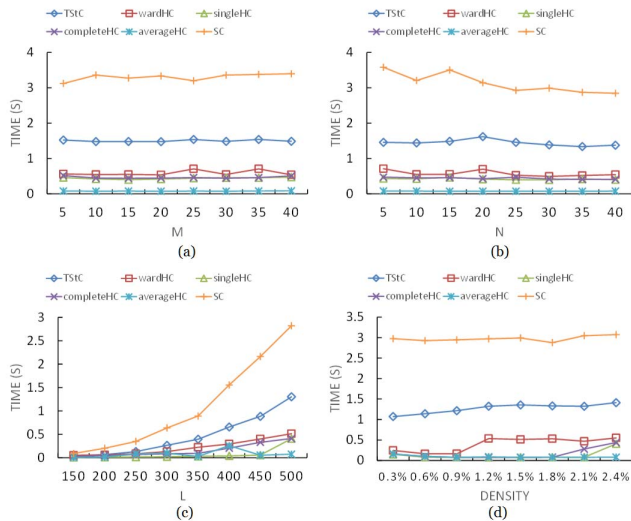 TStC wardHC singleHC
completeHC averageHC SC
4
3
2
1
0
TIME (S)
5 10 15 20 25 30 35 40
M
(a)
TStC wardHC singleHC
completeHC averageHC SC
4
3
2
1
0
TIME (S)
5 10 15 20 25 30 35 40
N
(b)
TStC wardHC singleHC
completeHC averageHC SC
3
2.5
2
1.5
1
0.5
0
TIME (S)
150 200 250 300 350 400 450 500
L
(c)
TStC wardHC singleHC
completeHC averageHC SC
3.5
3
2.5
2
1.5
1
0.5
0
TIME (S)
0.3% 0.6% 0.9% 1.2% 1.5% 1.8% 2.1% 2.4%
DENSITY
(d)